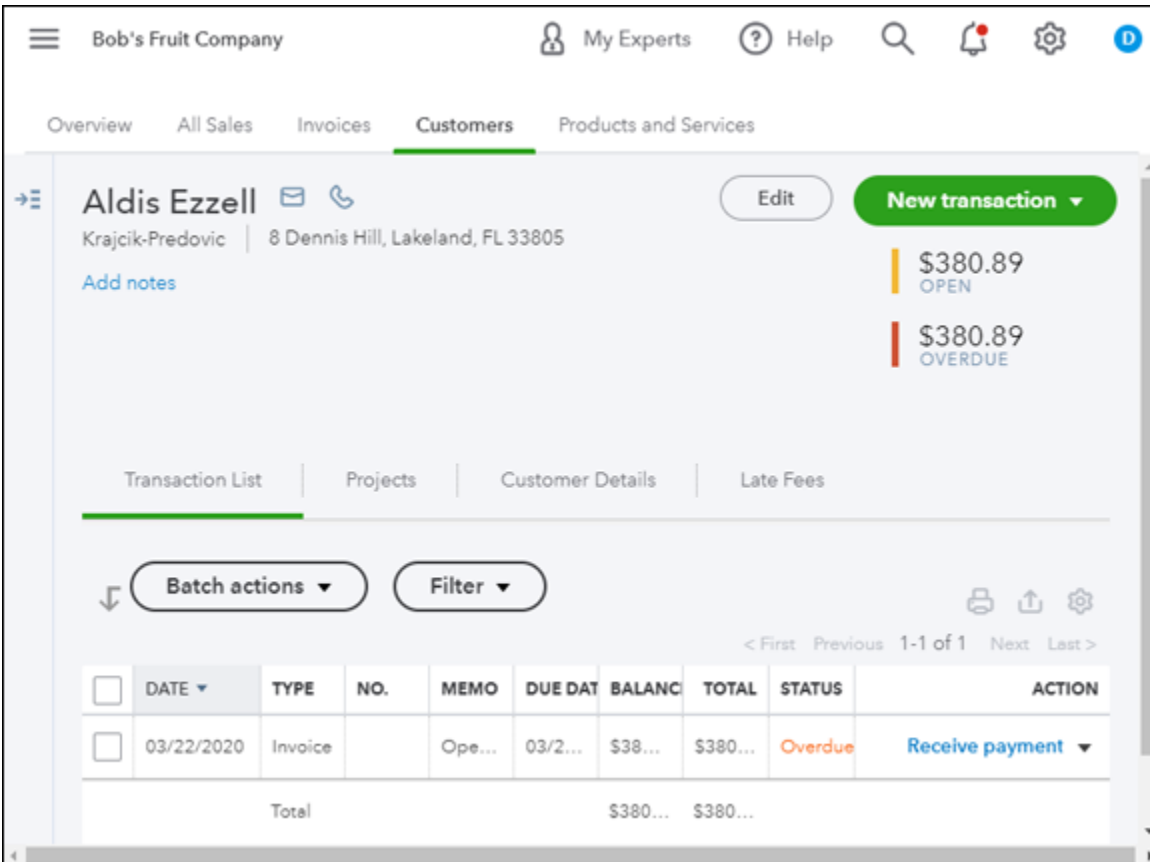 Bob's Fruit Company My Experts ? Help D
Overview All Sales Invoices Customers Products and Services
Aldis Ezzell Edit New transaction
Krajcik-Predovic 8 Dennis Hill, Lakeland, FL 33805
Add notes
$380.89
OPEN
$380.89
OVERDUE
Transaction List Projects Customer Details Late Fees
Batch actions Filter
< First Previous 1-1 of 1 Next Last >
DATE TYPE NO. MEMO DUE DAT BALANC TOTAL STATUS ACTION
03/22/2020 Invoice Ope... 03/2... $38... $380... Overdue Receive payment
Total $380... $380...